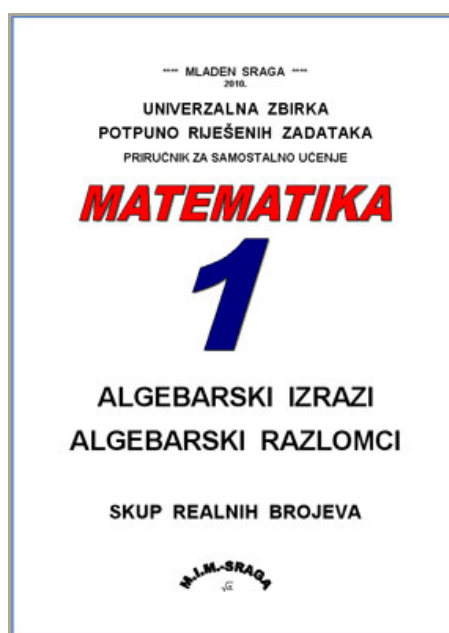 **** MLADEN SRAGA ****
2010.
UNIVERZALNA ZBIRKA
POTPUNO RIJEŠENIH ZADATAKA
PRIRUČNIK ZA SAMOSTALNO UČENJE
MATEMATIKA
1
ALGEBARSKI IZRAZI
ALGEBARSKI RAZLOMCI
SKUP REALNIH BROJEVA
M.I.M.-SRAGA